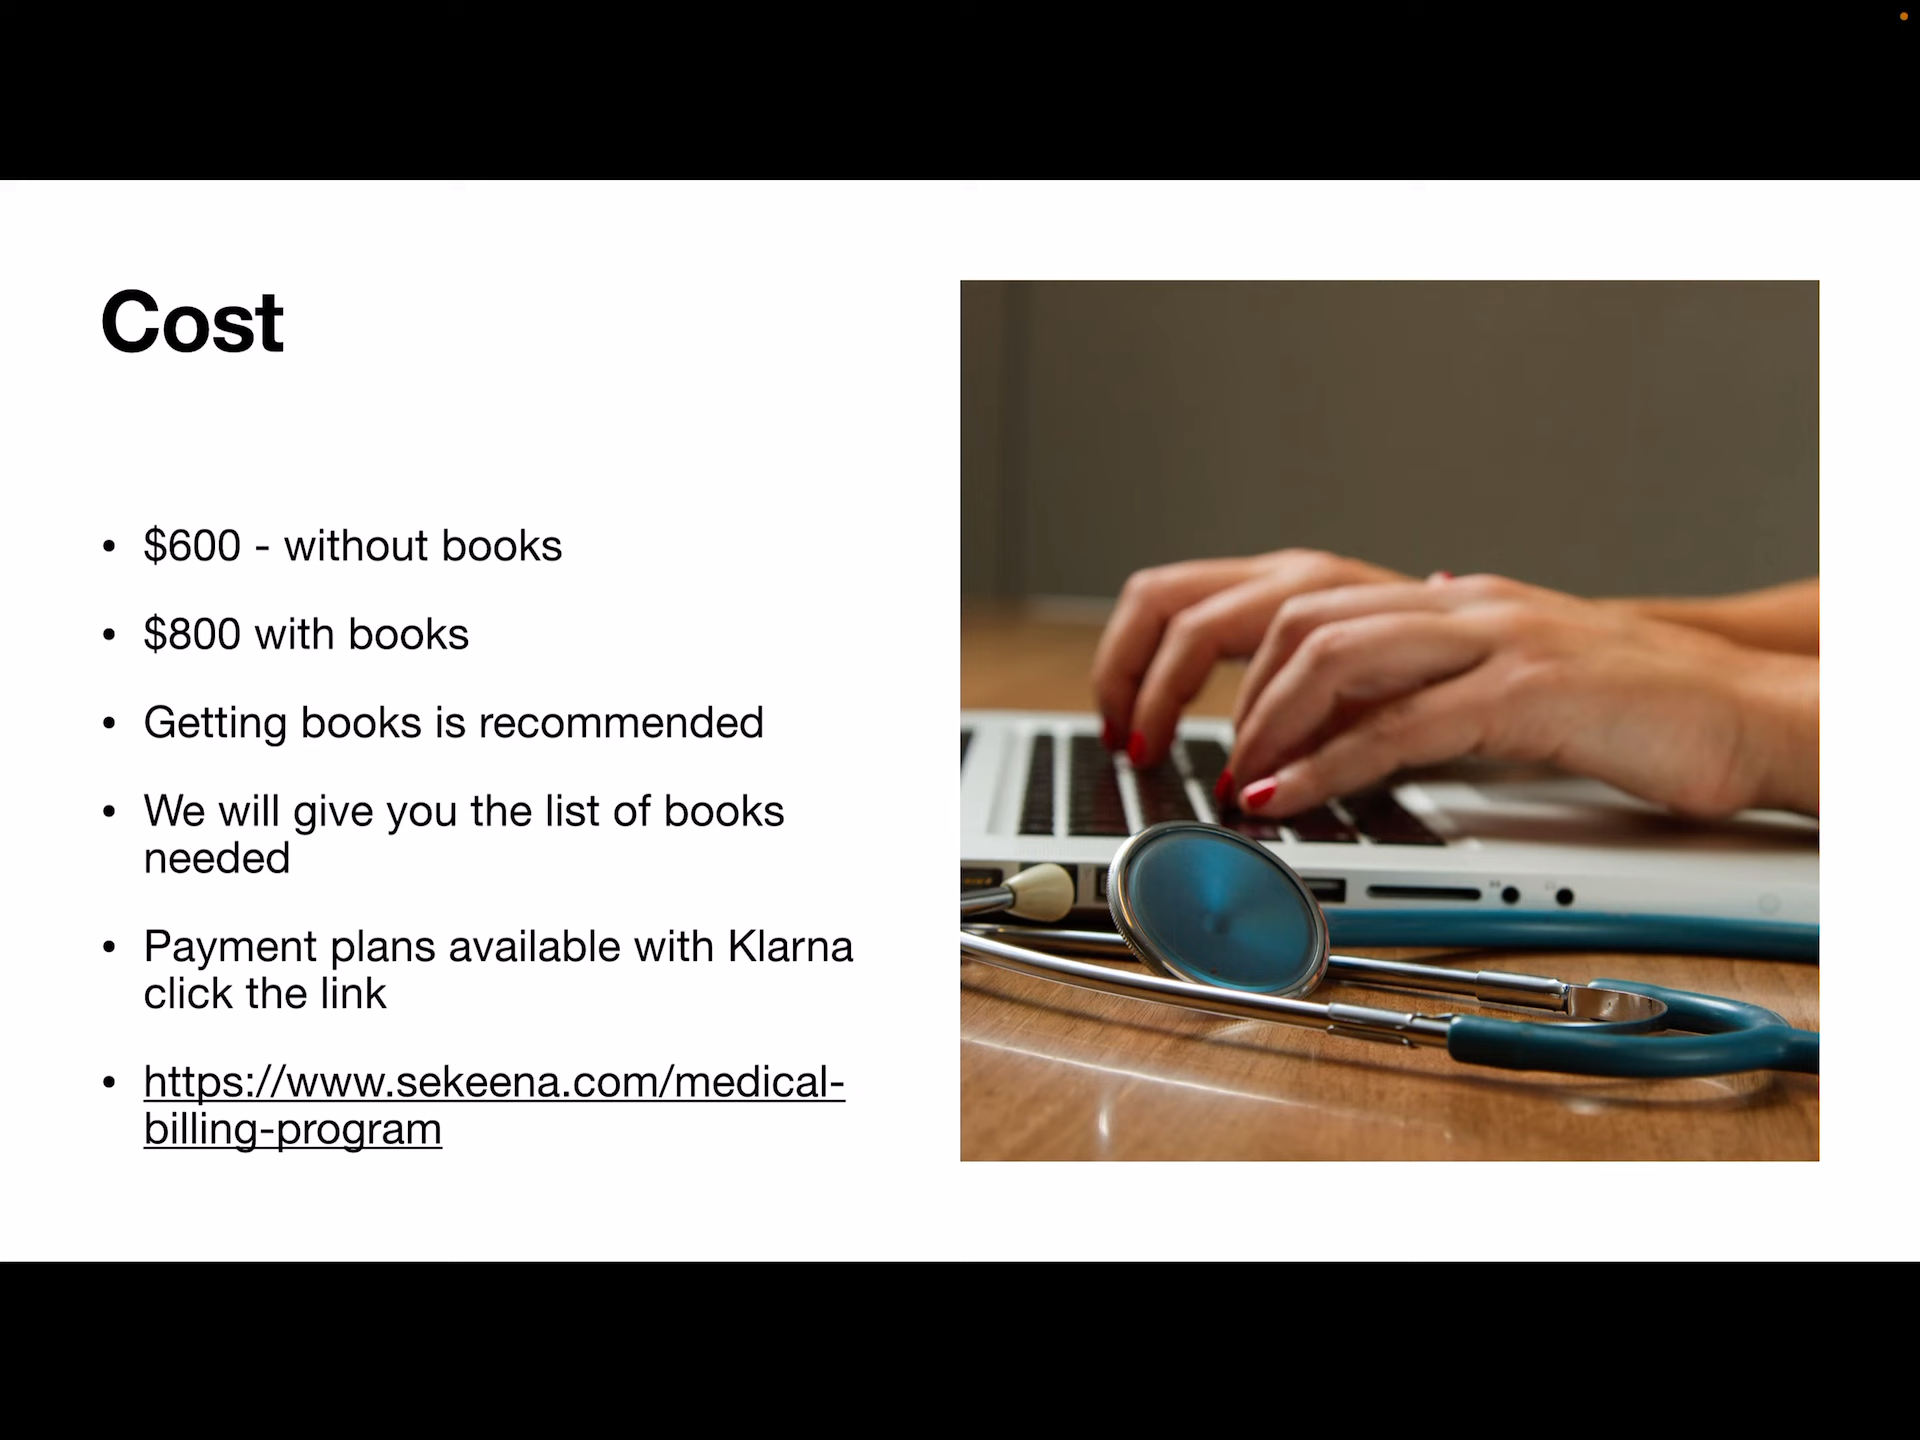 Cost
• $600 - without books
• $800 with books
• Getting books is recommended
• We will give you the list of books
needed
• Payment plans available with Klarna
click the link
• https://www.sekeena.com/medical-
billing-program